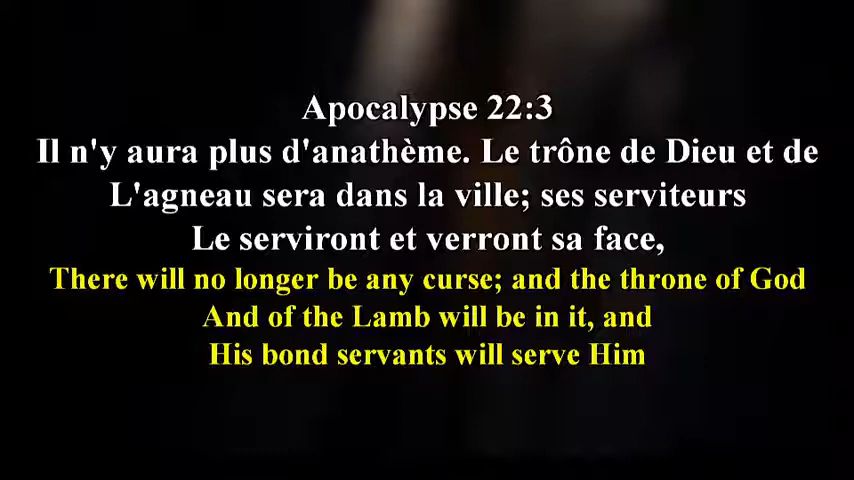 Apocalypse 22:3
Il n'y aura plus d'anathème. Le trône de Dieu et de
L'agneau sera dans la ville; ses serviteurs
Le serviront et verront sa face,
There will no longer be any curse; and the throne of God
And of the Lamb will be in it, and
His bond servants will serve Him